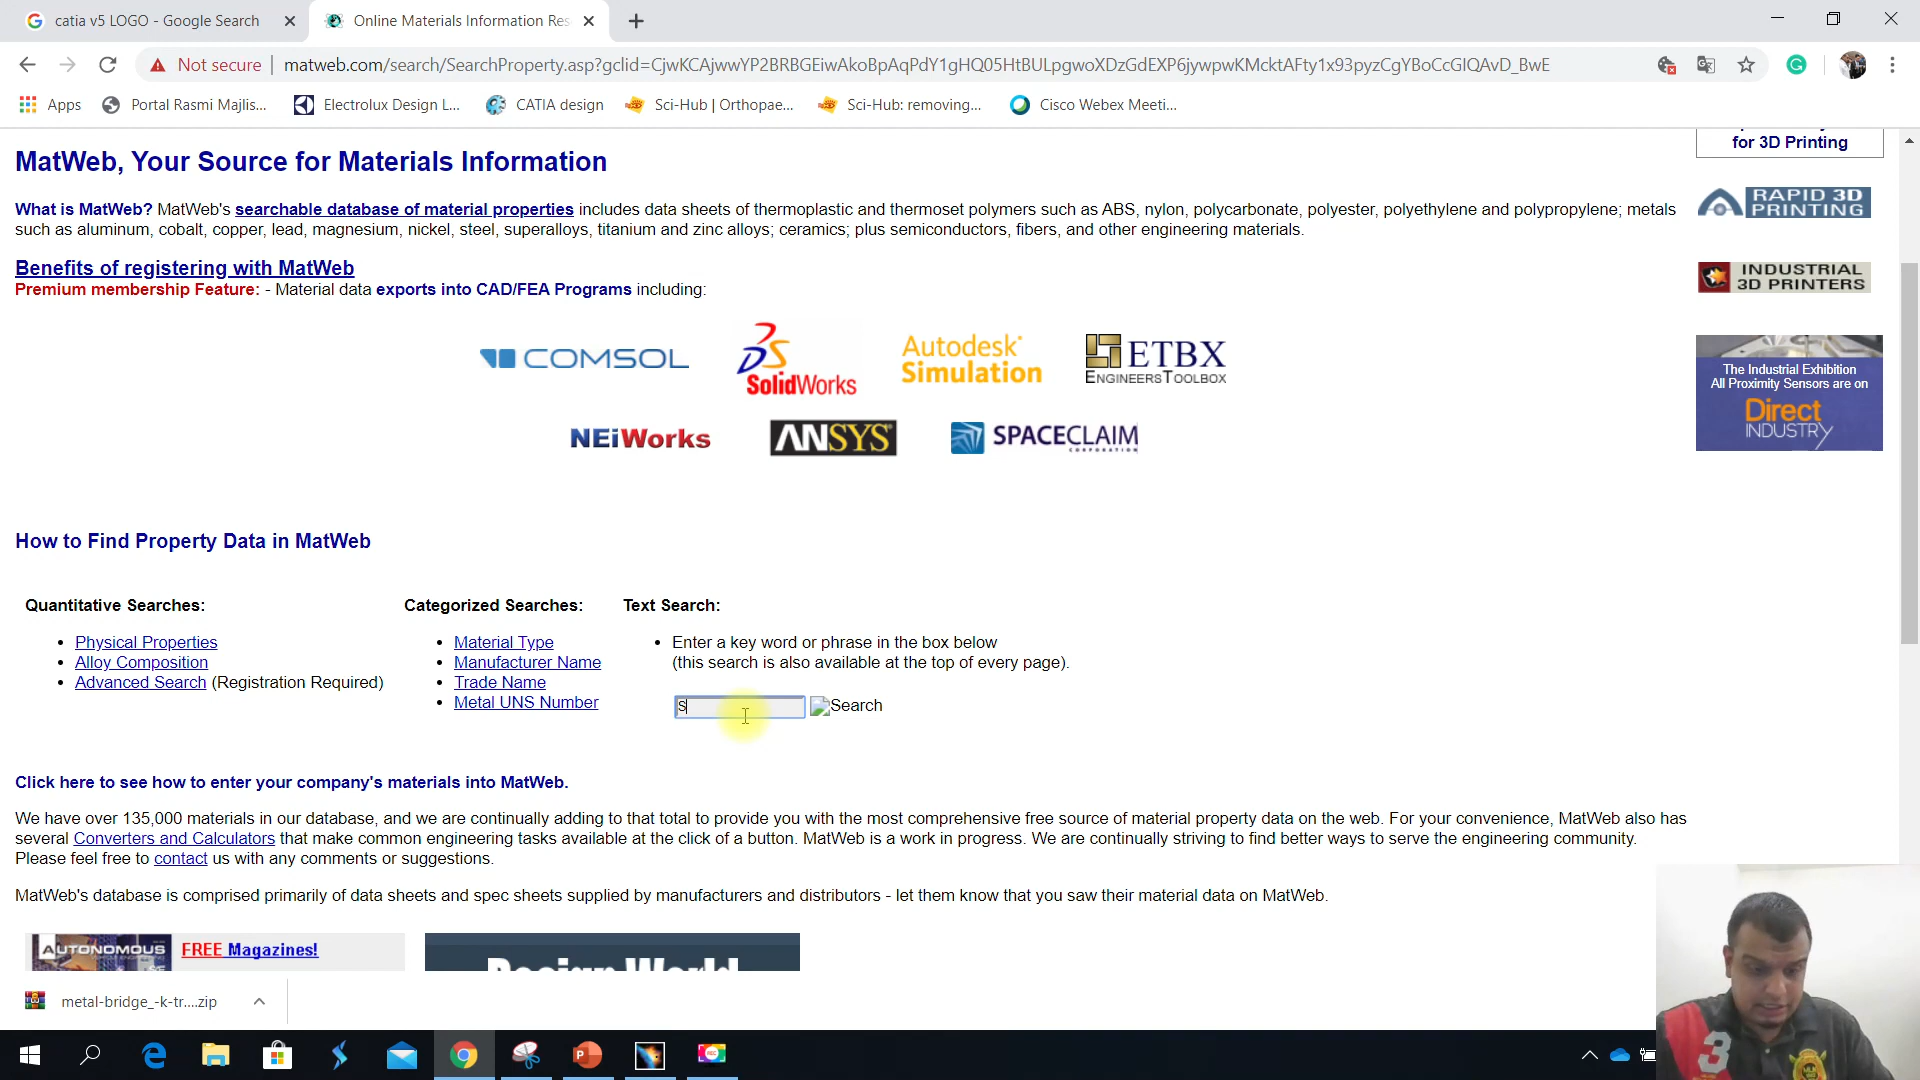 catia v5 LOGO - Google Search
Online Materials Information Res
Not secure
matweb.com/search/SearchProperty.asp?gclid=CjwKCAjwwYP2BRBGEiwAkoBpAqPdY1gHQ05HtBULpgwoXDzGdEXP6jywpwKMcktAFty1x93pyzCgYBoCcGIQAvD_BwE
Apps
Portal Rasmi Majlis...
Electrolux Design L...
CATIA design
Sci-Hub | Orthopae...
Sci-Hub: removing...
Cisco Webex Meeti...
for 3D Printing
MatWeb, Your Source for Materials Information
What is MatWeb? MatWeb's searchable database of material properties includes data sheets of thermoplastic and thermoset polymers such as ABS, nylon, polycarbonate, polyester, polyethylene and polypropylene; metals
such as aluminum, cobalt, copper, lead, magnesium, nickel, steel, superalloys, titanium and zinc alloys; ceramics; plus semiconductors, fibers, and other engineering materials.
RAPID 3D
PRINTING
Benefits of registering with MatWeb
Premium membership Feature: - Material data exports into CAD/FEA Programs including:
INDUSTRIAL
3D PRINTERS
COMSOL
SolidWorks
Autodesk
Simulation
ETBX
ENGINEERSTOOLBOX
The Industrial Exhibition
All Proximity Sensors are on
Direct
INDUSTRY
NEiWorks
ANSYS
SPACECLAIM
CORPORATION
How to Find Property Data in MatWeb
Quantitative Searches:
Physical Properties
Alloy Composition
Advanced Search (Registration Required)
Categorized Searches:
Material Type
Manufacturer Name
Trade Name
Metal UNS Number
Text Search:
Enter a key word or phrase in the box below
(this search is also available at the top of every page).
S
Search
Click here to see how to enter your company's materials into MatWeb.
We have over 135,000 materials in our database, and we are continually adding to that total to provide you with the most comprehensive free source of material property data on the web. For your convenience, MatWeb also has
several Converters and Calculators that make common engineering tasks available at the click of a button. MatWeb is a work in progress. We are continually striving to find better ways to serve the engineering community.
Please feel free to contact us with any comments or suggestions.
MatWeb's database is comprised primarily of data sheets and spec sheets supplied by manufacturers and distributors - let them know that you saw their material data on MatWeb.
AUTONOMOUS
FREE Magazines!
Design World
metal-bridge_-k-tr....zip
3